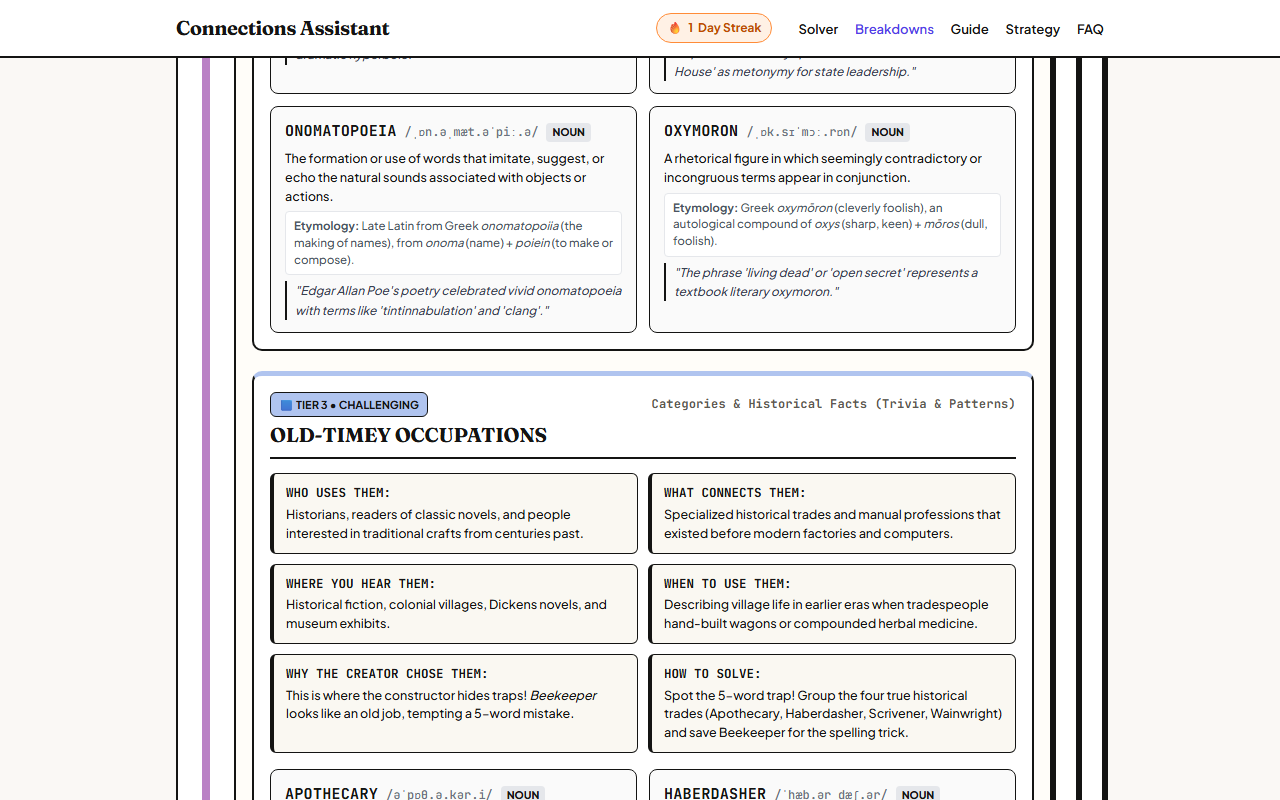 Connections Assistant
1 Day Streak
Solver
Breakdowns
Guide
Strategy
FAQ
dramatic hyperbole."
House' as metonymy for state leadership."
ONOMATOPOEIA /ˌɒn.əˌmæt.əˈpiː.ə/ NOUN
The formation or use of words that imitate, suggest, or
echo the natural sounds associated with objects or
actions.
Etymology: Late Latin from Greek onomatopoiia (the
making of names), from onoma (name) + poiein (to make or
compose).
"Edgar Allan Poe's poetry celebrated vivid onomatopoeia
with terms like 'tintinnabulation' and 'clang'."
OXYMORON /ˌɒk.sɪˈmɔː.rɒn/ NOUN
A rhetorical figure in which seemingly contradictory or
incongruous terms appear in conjunction.
Etymology: Greek oxymōron (cleverly foolish), an
autological compound of oxys (sharp, keen) + mōros (dull,
foolish).
"The phrase 'living dead' or 'open secret' represents a
textbook literary oxymoron."
TIER 3 • CHALLENGING
Categories & Historical Facts (Trivia & Patterns)
OLD-TIMEY OCCUPATIONS
WHO USES THEM:
Historians, readers of classic novels, and people
interested in traditional crafts from centuries past.
WHAT CONNECTS THEM:
Specialized historical trades and manual professions that
existed before modern factories and computers.
WHERE YOU HEAR THEM:
Historical fiction, colonial villages, Dickens novels, and
museum exhibits.
WHEN TO USE THEM:
Describing village life in earlier eras when tradespeople
hand-built wagons or compounded herbal medicine.
WHY THE CREATOR CHOSE THEM:
This is where the constructor hides traps! Beekeeper
looks like an old job, tempting a 5-word mistake.
HOW TO SOLVE:
Spot the 5-word trap! Group the four true historical
trades (Apothecary, Haberdasher, Scrivener, Wainwright)
and save Beekeeper for the spelling trick.
APOTHECARY /əˈpɒθ.ə.kər.i/ NOUN
HABERDASHER /ˈhæb.ərˌdæʃ.ər/ NOUN